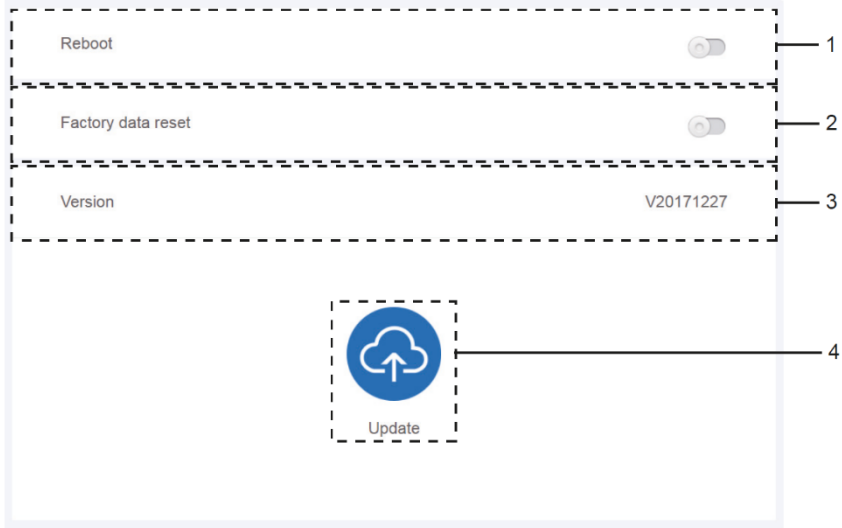 Reboot
1
Factory data reset
2
Version V20171227
3
4
Update